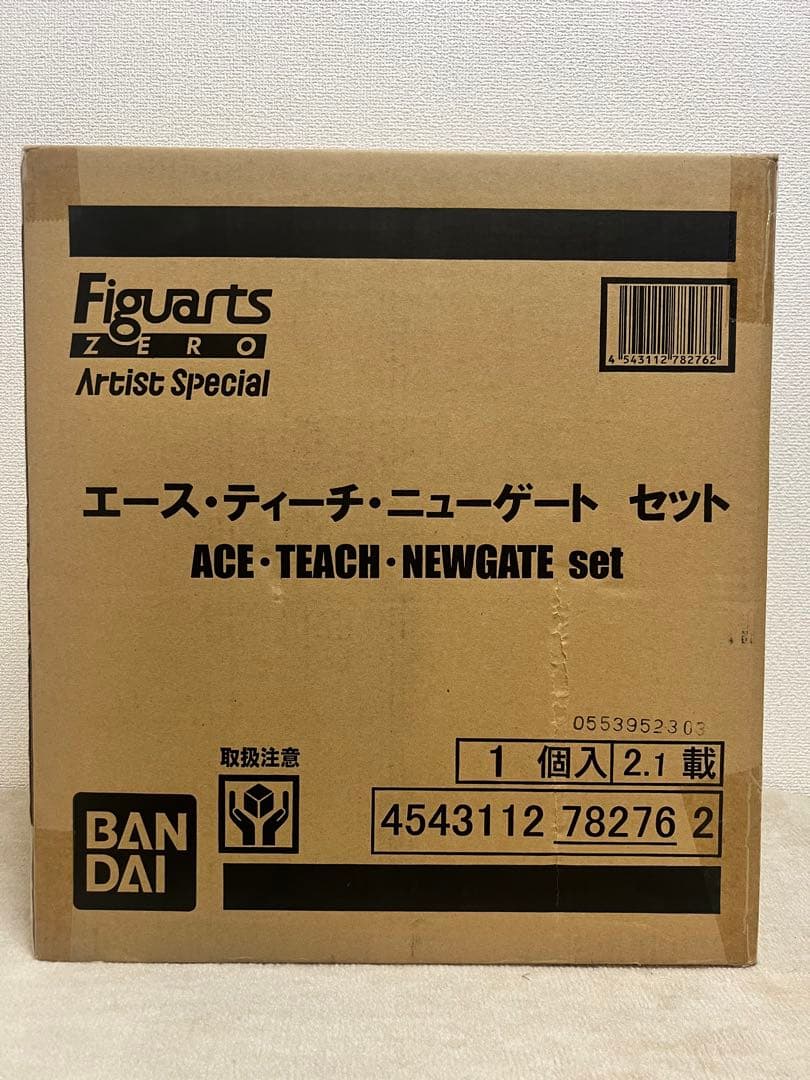 Figuarts
ZERO
Artist Special
4 543112 782762
エース・ティーチ・ニューゲート セット
ACE・TEACH・NEWGATE set
0553952303
取扱注意
1 個入 2.1 載
4543112 78276 2
BAN
DAI